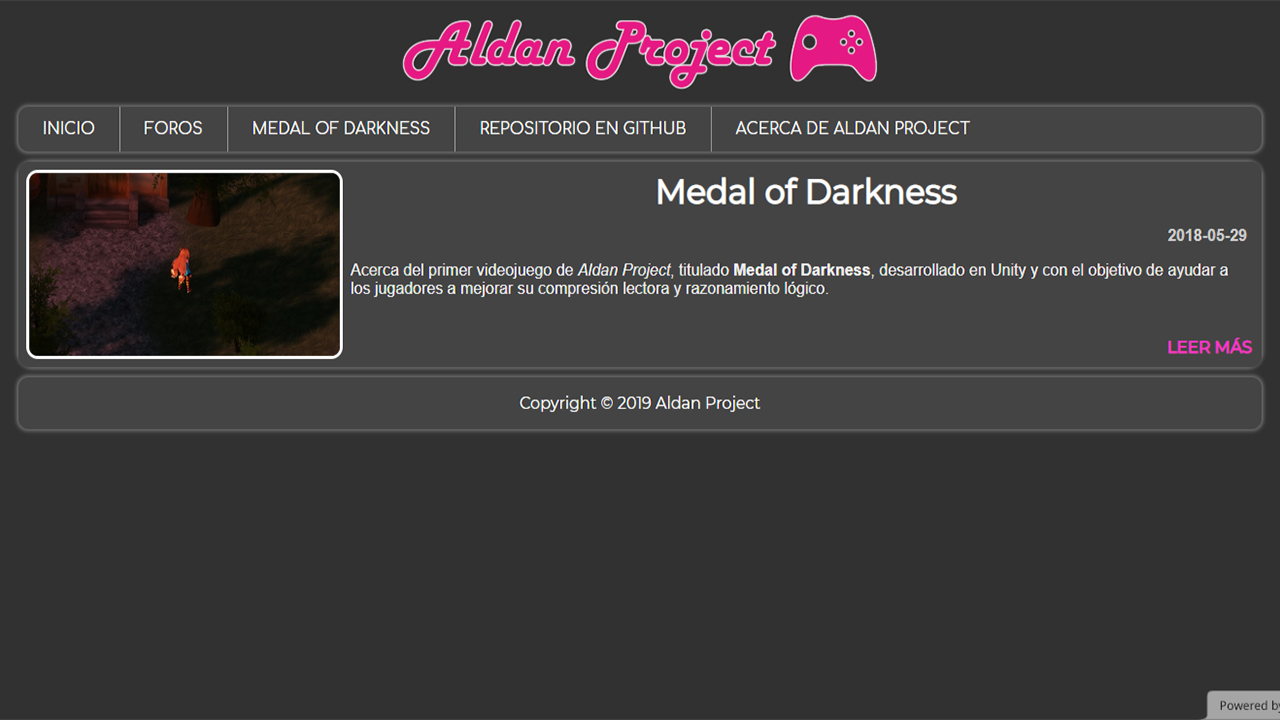 Aldan Project
INICIO
FOROS
MEDAL OF DARKNESS
REPOSITORIO EN GITHUB
ACERCA DE ALDAN PROJECT
Medal of Darkness
2018-05-29
Acerca del primer videojuego de Aldan Project, titulado Medal of Darkness, desarrollado en Unity y con el objetivo de ayudar a
los jugadores a mejorar su compresión lectora y razonamiento lógico.
LEER MÁS
Copyright © 2019 Aldan Project
Powered by